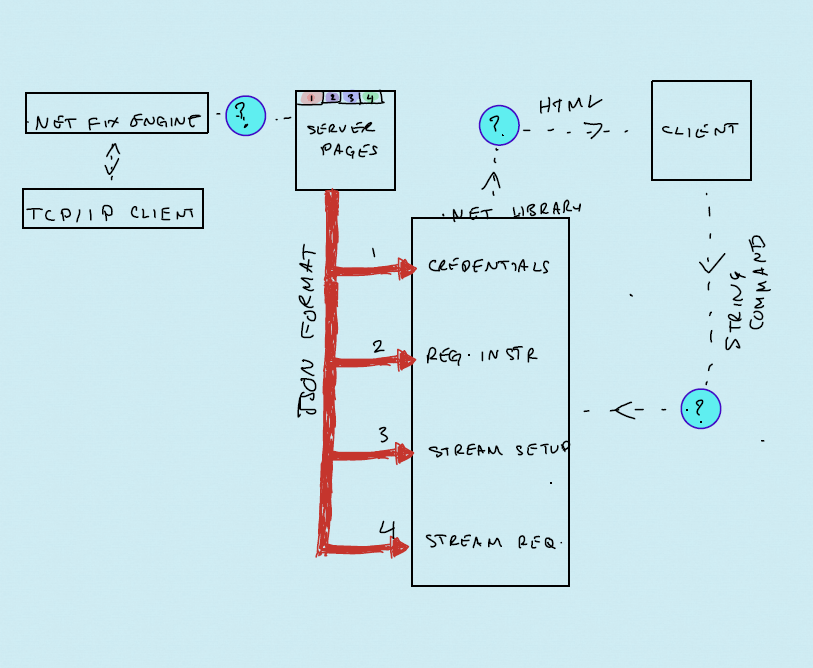 .NET FIX ENGINE
?
1 2 3 4
SERVER
PAGES
TCP/IP CLIENT
JSON FORMAT
1
2
3
4
.NET LIBRARY
CREDENTIALS
REQ. INSTR
STREAM SETUP
STREAM REQ.
?
HTML
CLIENT
STRING
COMMAND
?